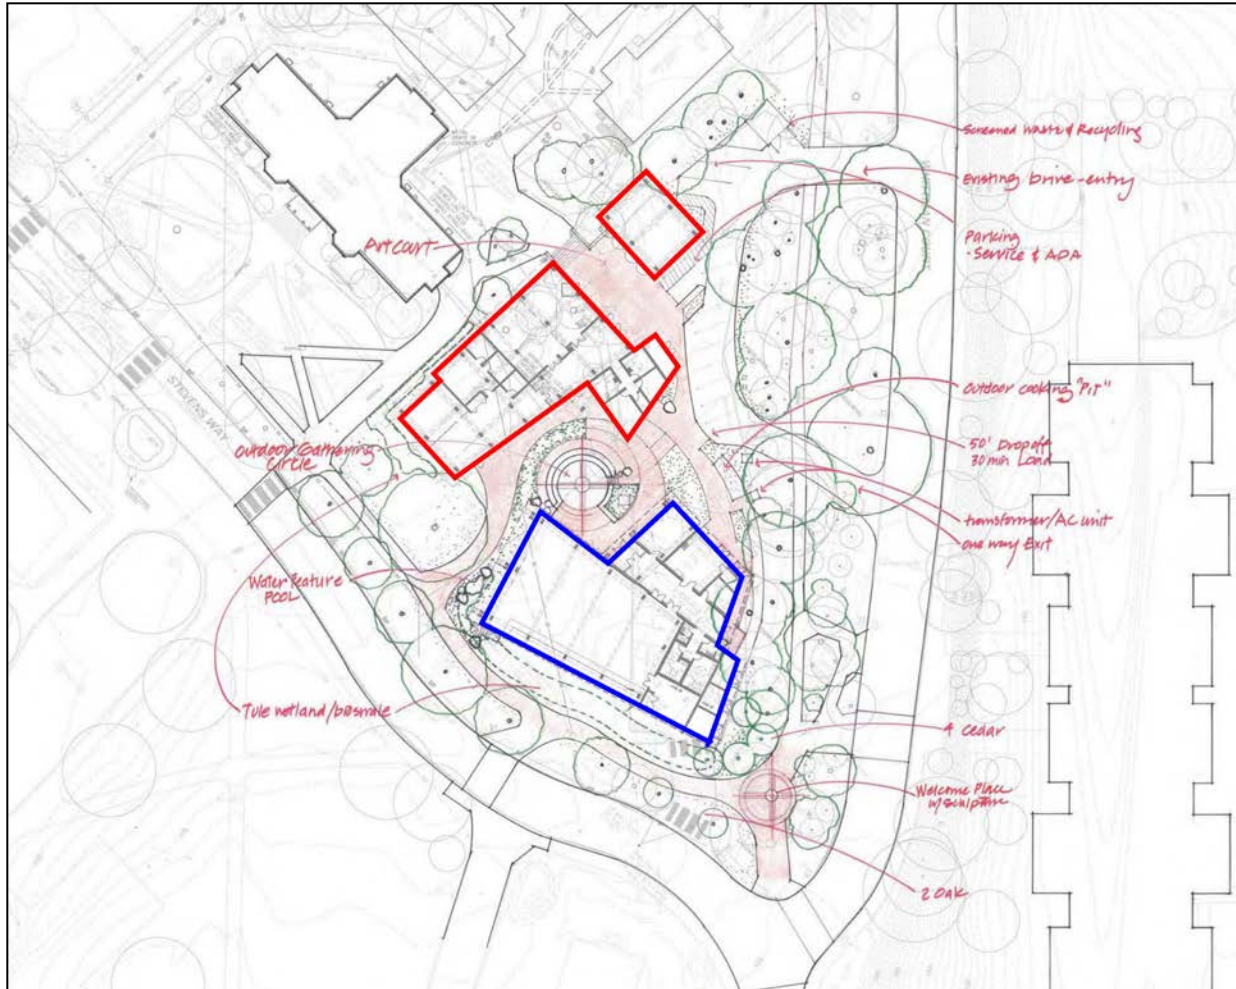 Screened waste & Recycling
Existing Drive-entry
Parking
-Service & ADA
Art Court
STEVENS WAY
Outdoor cooking "Pit"
50' Dropoff
30 min Load
Outdoor Gathering
Circle
transformer/AC unit
one way Exit
Water Feature
POOL
Tule wetland/bioswale
4 cedar
Welcome Place
w/sculpture
2 Oak